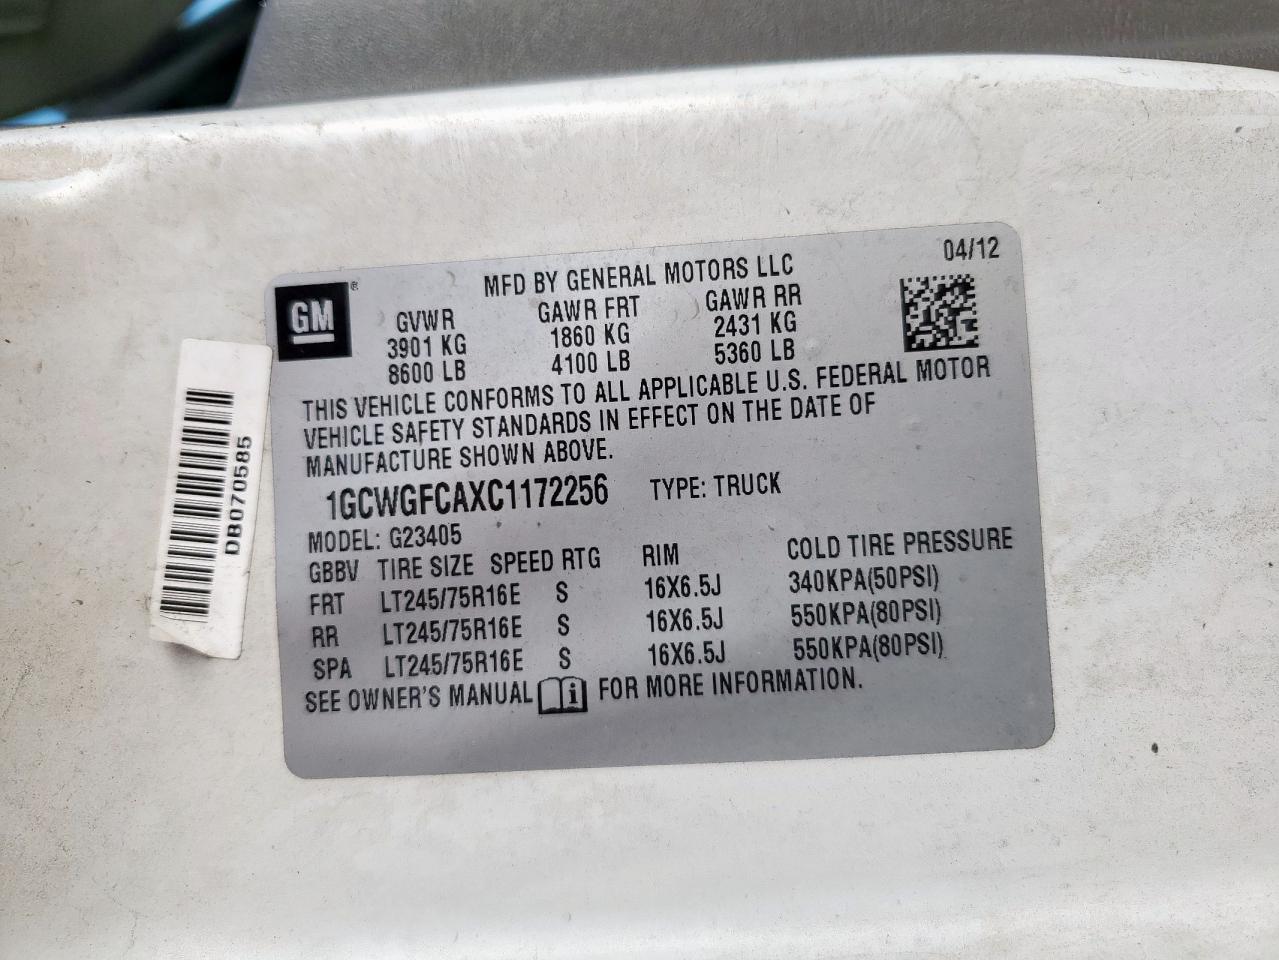 04/12
MFD BY GENERAL MOTORS LLC
GM®
GVWR GAWR FRT GAWR RR
3901 KG 1860 KG 2431 KG
8600 LB 4100 LB 5360 LB
THIS VEHICLE CONFORMS TO ALL APPLICABLE U.S. FEDERAL MOTOR
VEHICLE SAFETY STANDARDS IN EFFECT ON THE DATE OF
MANUFACTURE SHOWN ABOVE.
1GCWGFCAXC1172256 TYPE: TRUCK
MODEL: G23405
GBBV TIRE SIZE SPEED RTG RIM COLD TIRE PRESSURE
FRT LT245/75R16E S 16X6.5J 340KPA(50PSI)
RR LT245/75R16E S 16X6.5J 550KPA(80PSI)
SPA LT245/75R16E S 16X6.5J 550KPA(80PSI)
SEE OWNER'S MANUAL i FOR MORE INFORMATION.
DB070585